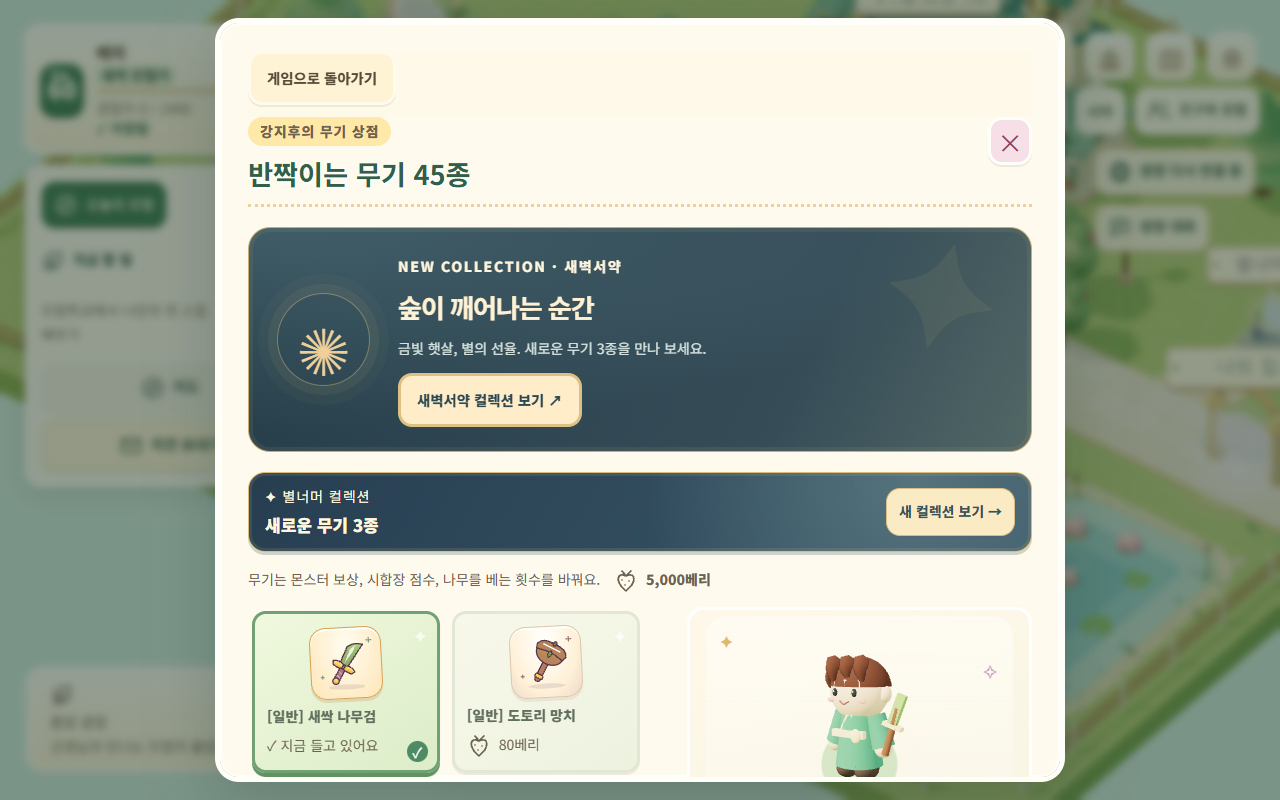 게임으로 돌아가기
강지후의 무기 상점
반짝이는 무기 45종
NEW COLLECTION · 새벽서약
숲이 깨어나는 순간
금빛 햇살, 별의 선율. 새로운 무기 3종을 만나 보세요.
새벽서약 컬렉션 보기 ↗
✦ 별너머 컬렉션
새로운 무기 3종
새 컬렉션 보기 →
무기는 몬스터 보상, 시합장 점수, 나무를 베는 횟수를 바꿔요.
5,000베리
[일반] 새싹 나무검
✓ 지금 들고 있어요
[일반] 도토리 망치
80베리